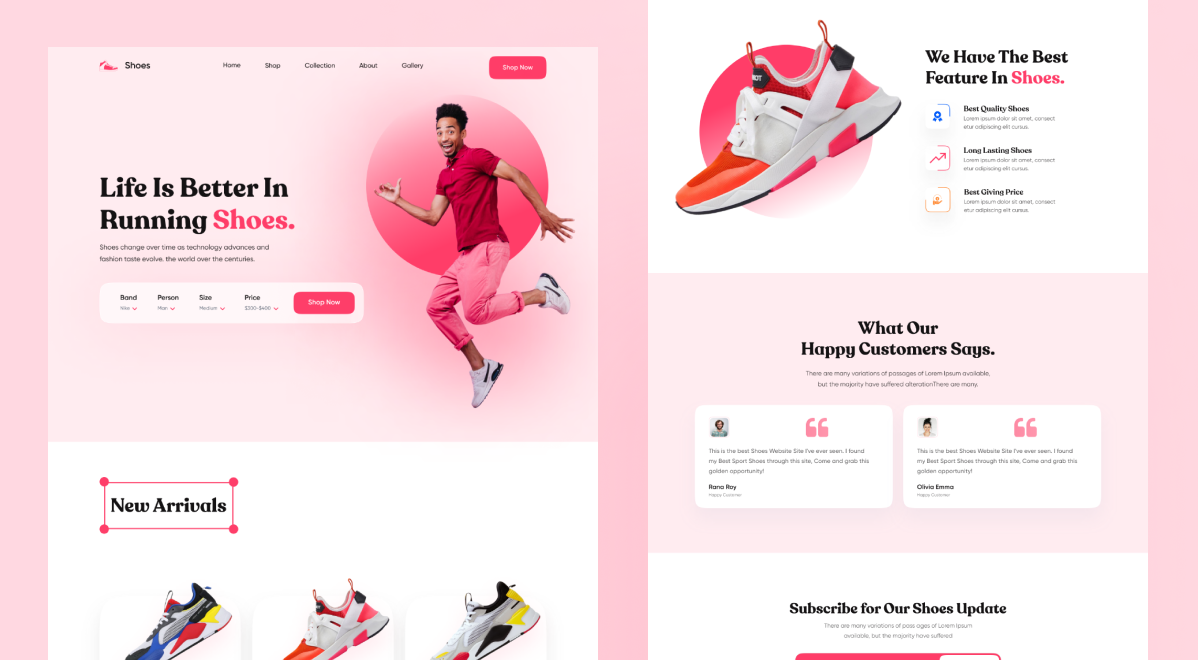 Shoes
Home
Shop
Collection
About
Gallery
Shop Now
Life Is Better In
Running Shoes.
Shoes change over time as technology advances and
fashion taste evolve, the world over the centuries.
Band
Person
Size
Price
Nike
Man
Medium
$200-$400
Shop Now
New Arrivals
We Have The Best
Feature In Shoes.
Best Quality Shoes
Lorem ipsum dolor sit amet, consect
etur adipiscing elit cursus.
Long Lasting Shoes
Lorem ipsum dolor sit amet, consect
etur adipiscing elit cursus.
Best Giving Price
Lorem ipsum dolor sit amet, consect
etur adipiscing elit cursus.
What Our
Happy Customers Says.
There are many variations of passages of Lorem Ipsum available,
but the majority have suffered alterationThere are many.
This is the best Shoes Website Site I've ever seen, I found
my Best Sport Shoes through this site, Come and grab this
golden opportunity!
Rana Roy
Happy Customer
This is the best Shoes Website Site I've ever seen, I found
my Best Sport Shoes through this site, Come and grab this
golden opportunity!
Olivia Emma
Happy Customer
Subscribe for Our Shoes Update
There are many variations of pass ages of Lorem Ipsum
available, but the majority have suffered